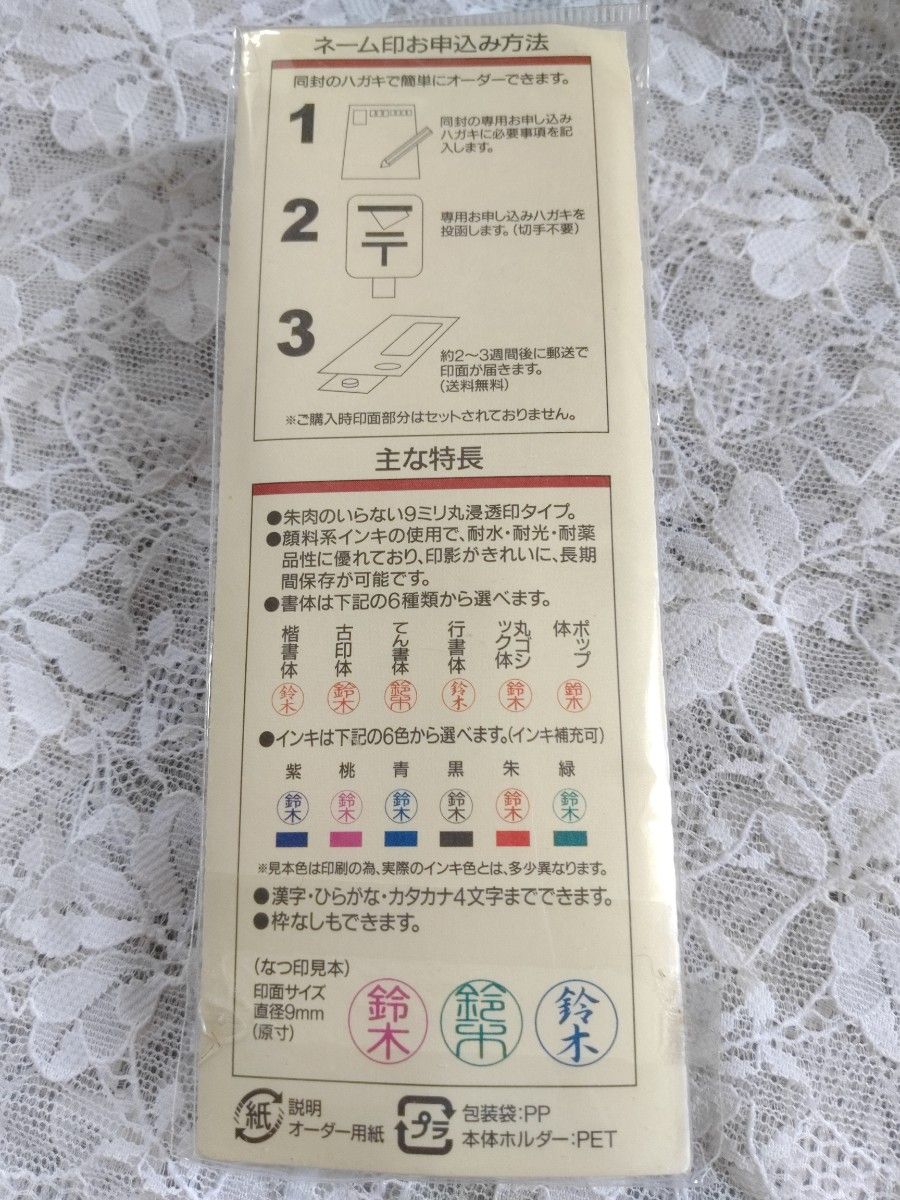 ネーム印お申込み方法
同封のハガキで簡単にオーダーできます。
1
同封の専用お申し込み
ハガキに必要事項を記
入します。
2
専用お申し込みハガキを
投函します。(切手不要)
3
約2〜3週間後に郵送で
印面が届きます。
(送料無料)
※ご購入時印面部分はセットされておりません。
主な特長
●朱肉のいらない9ミリ丸浸透印タイプ。
●顔料系インキの使用で、耐水・耐光・耐薬
品性に優れており、印影がきれいに、長期
間保存が可能です。
●書体は下記の6種類から選べます。
楷書体 古印体 てん書体 行書体 丸ゴシック体 ポップ体
鈴木 鈴木 鈴木 鈴木 鈴木 鈴木
●インキは下記の6色から選べます。(インキ補充可)
紫 桃 青 黒 朱 緑
鈴木 鈴木 鈴木 鈴木 鈴木 鈴木
※見本色は印刷の為、実際のインキ色とは、多少異なります。
●漢字・ひらがな・カタカナ4文字までできます。
●枠なしもできます。
(なつ印見本)
印面サイズ
直径9mm
(原寸)
鈴木 鈴木 鈴木
紙
説明
オーダー用紙
プラ
包装袋:PP
本体ホルダー:PET